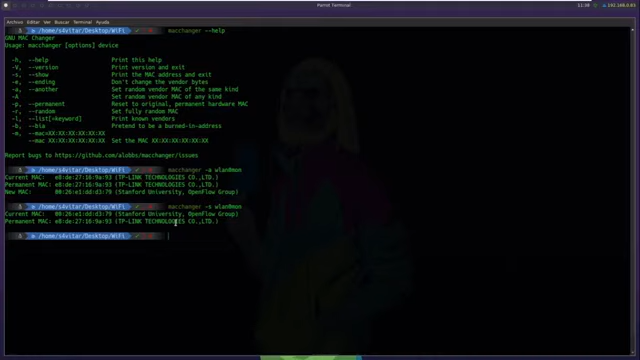 Parrot Terminal
11:38
192.168.0.63
Archivo Editar Ver Buscar Terminal Ayuda
/home/s4vitar/Desktop/WiFi macchanger --help
GNU MAC Changer
Usage: macchanger [options] device
-h, --help Print this help
-V, --version Print version and exit
-s, --show Print the MAC address and exit
-e, --ending Don't change the vendor bytes
-a, --another Set random vendor MAC of the same kind
-A Set random vendor MAC of any kind
-p, --permanent Reset to original, permanent hardware MAC
-r, --random Set fully random MAC
-l, --list[=keyword] Print known vendors
-b, --bia Pretend to be a burned-in-address
-m, --mac=XX:XX:XX:XX:XX:XX
--mac XX:XX:XX:XX:XX:XX Set the MAC XX:XX:XX:XX:XX:XX
Report bugs to https://github.com/alobbs/macchanger/issues
/home/s4vitar/Desktop/WiFi macchanger -a wlan0mon
Current MAC: e8:de:27:16:9a:93 (TP-LINK TECHNOLOGIES CO.,LTD.)
Permanent MAC: e8:de:27:16:9a:93 (TP-LINK TECHNOLOGIES CO.,LTD.)
New MAC: 00:26:e1:dd:d3:79 (Stanford University, OpenFlow Group)
/home/s4vitar/Desktop/WiFi macchanger -s wlan0mon
Current MAC: 00:26:e1:dd:d3:79 (Stanford University, OpenFlow Group)
Permanent MAC: e8:de:27:16:9a:93 (TP-LINK TECHNOLOGIES CO.,LTD.)
/home/s4vitar/Desktop/WiFi